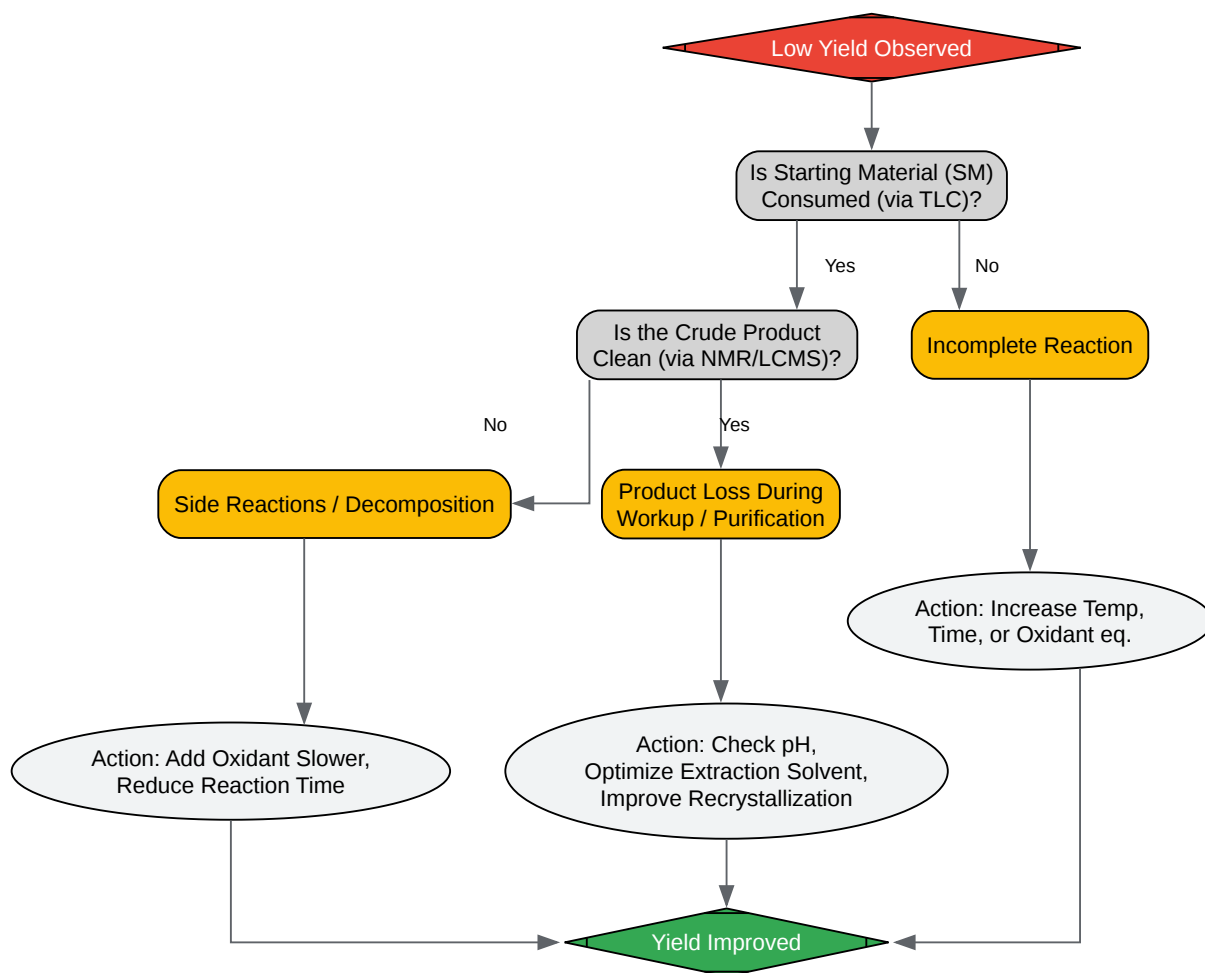 Low Yield Observed
Is Starting Material (SM)
Consumed (via TLC)?
Yes
No
Is the Crude Product
Clean (via NMR/LCMS)?
Incomplete Reaction
No
Yes
Side Reactions / Decomposition
Product Loss During
Workup / Purification
Action: Increase Temp,
Time, or Oxidant eq.
Action: Add Oxidant Slower,
Reduce Reaction Time
Action: Check pH,
Optimize Extraction Solvent,
Improve Recrystallization
Yield Improved